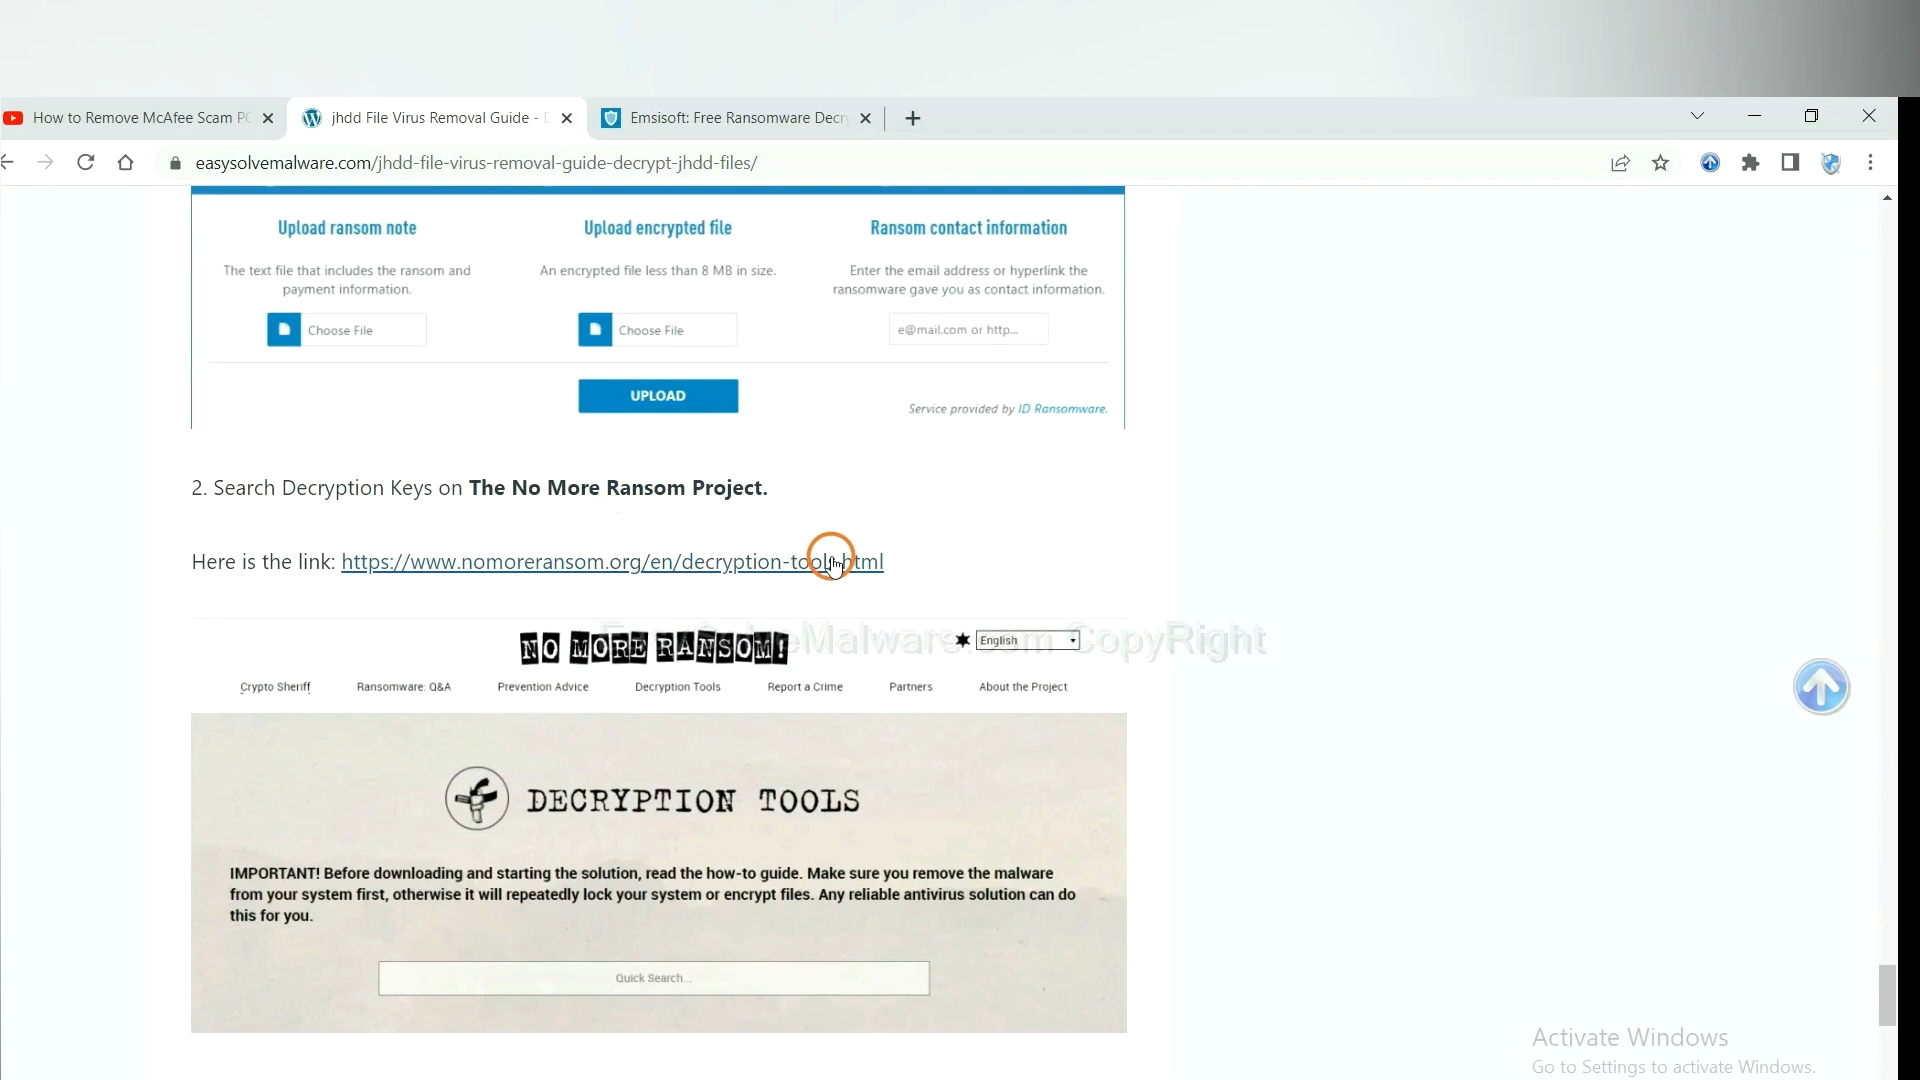 How to Remove McAfee Scam PO
jhdd File Virus Removal Guide -
Emsisoft: Free Ransomware Decry
easysolvemalware.com/jhdd-file-virus-removal-guide-decrypt-jhdd-files/
Upload ransom note
Upload encrypted file
Ransom contact information
The text file that includes the ransom and
payment information.
An encrypted file less than 8 MB in size.
Enter the email address or hyperlink the
ransomware gave you as contact information.
Choose File
Choose File
e@mail.com or http...
UPLOAD
Service provided by ID Ransomware.
2. Search Decryption Keys on The No More Ransom Project.
Here is the link: https://www.nomoreransom.org/en/decryption-tools.html
EasySolveMalware.com CopyRight
NO MORE RANSOM!
English
Crypto Sheriff
Ransomware: Q&A
Prevention Advice
Decryption Tools
Report a Crime
Partners
About the Project
DECRYPTION TOOLS
IMPORTANT! Before downloading and starting the solution, read the how-to guide. Make sure you remove the malware
from your system first, otherwise it will repeatedly lock your system or encrypt files. Any reliable antivirus solution can do
this for you.
Quick Search...
Activate Windows
Go to Settings to activate Windows.